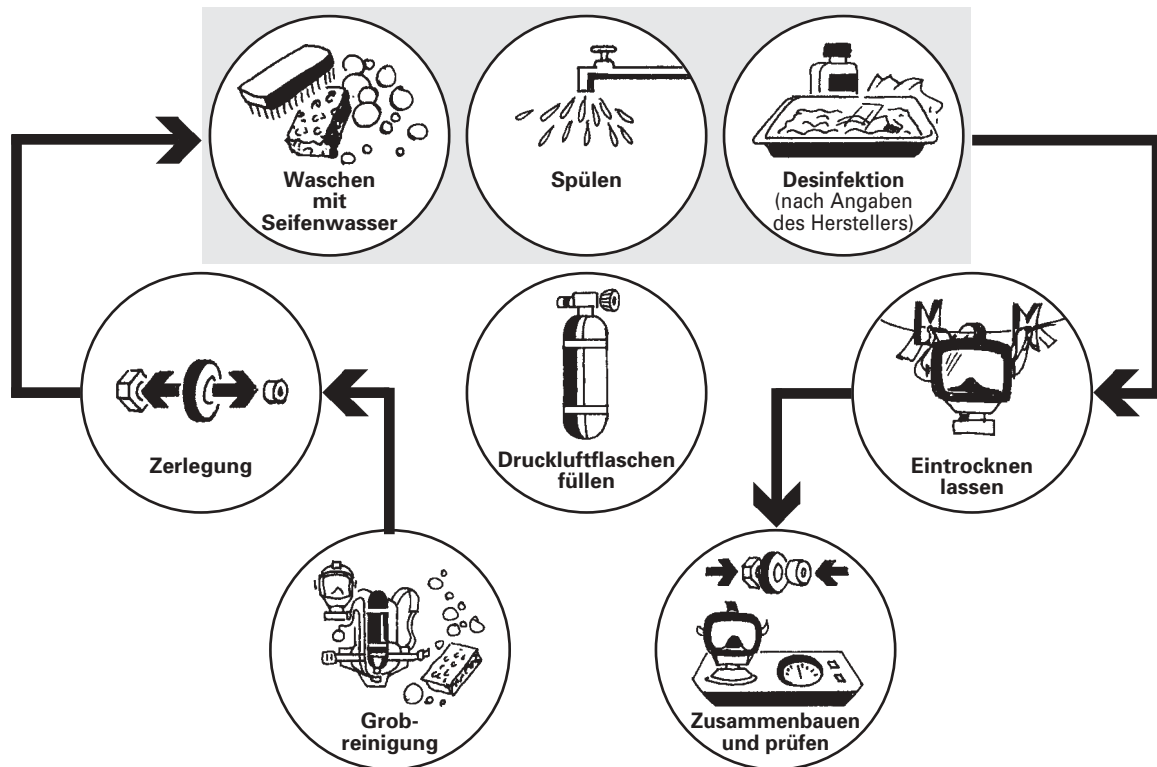 Waschen
mit
Seifenwasser
Spülen
Desinfektion
(nach Angaben
des Herstellers)
Zerlegung
Druckluftflaschen
füllen
Eintrocknen
lassen
Grob-
reinigung
Zusammenbauen
und prüfen